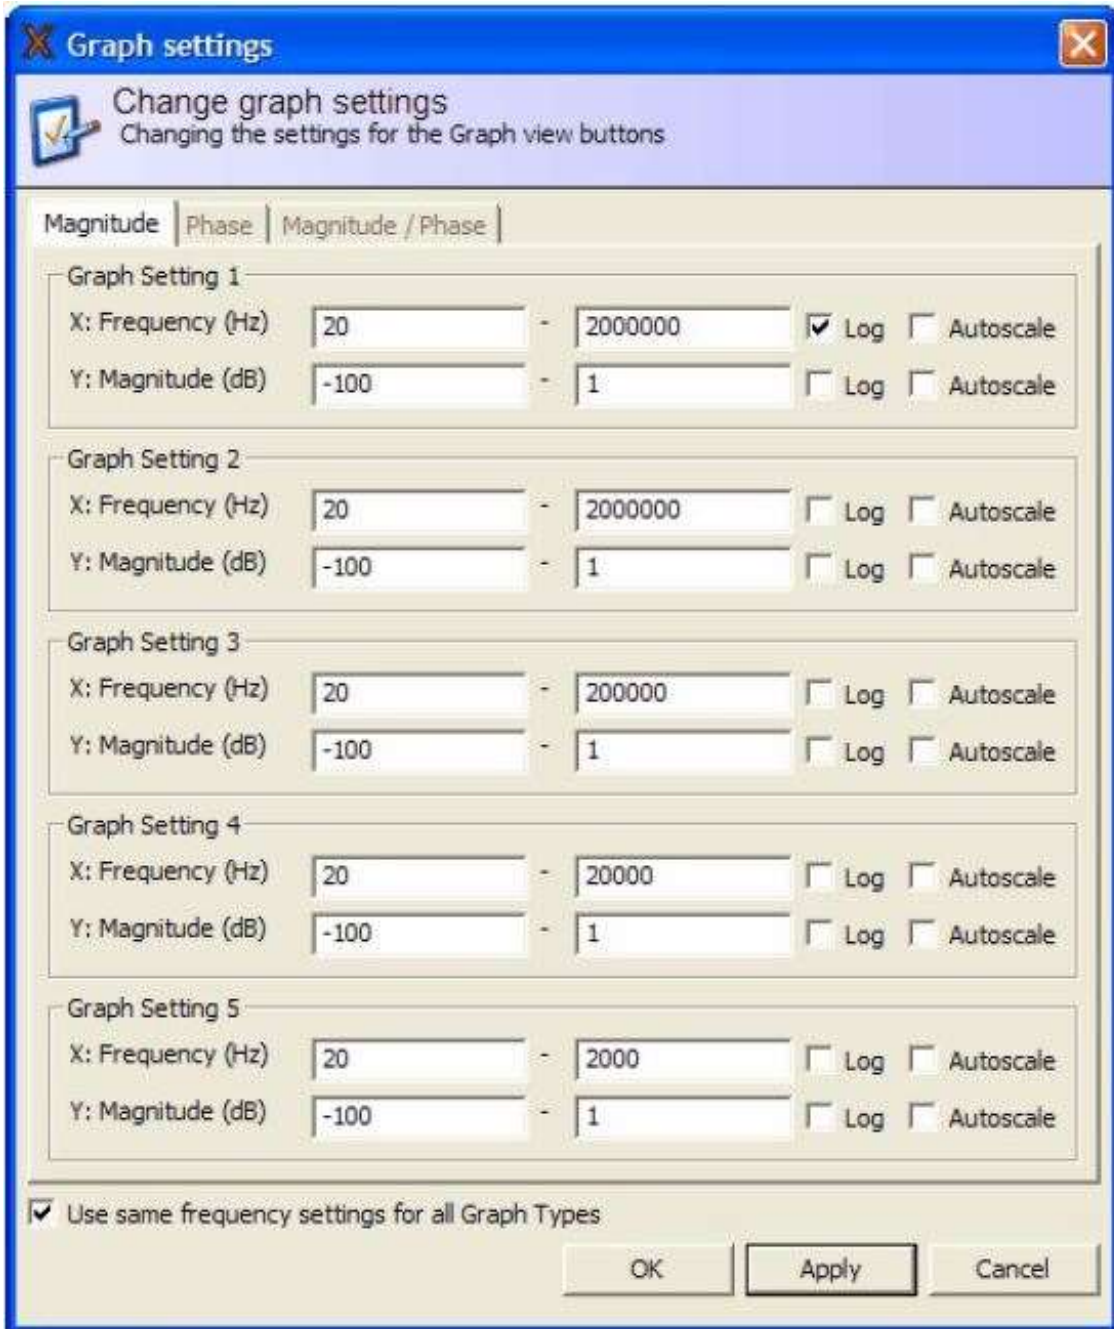 Graph settings
Change graph settings
Changing the settings for the Graph view buttons
Magnitude Phase Magnitude / Phase
Graph Setting 1
X: Frequency (Hz) 20 - 2000000 Log Autoscale
Y: Magnitude (dB) -100 - 1 Log Autoscale
Graph Setting 2
X: Frequency (Hz) 20 - 2000000 Log Autoscale
Y: Magnitude (dB) -100 - 1 Log Autoscale
Graph Setting 3
X: Frequency (Hz) 20 - 200000 Log Autoscale
Y: Magnitude (dB) -100 - 1 Log Autoscale
Graph Setting 4
X: Frequency (Hz) 20 - 20000 Log Autoscale
Y: Magnitude (dB) -100 - 1 Log Autoscale
Graph Setting 5
X: Frequency (Hz) 20 - 2000 Log Autoscale
Y: Magnitude (dB) -100 - 1 Log Autoscale
Use same frequency settings for all Graph Types
OK Apply Cancel